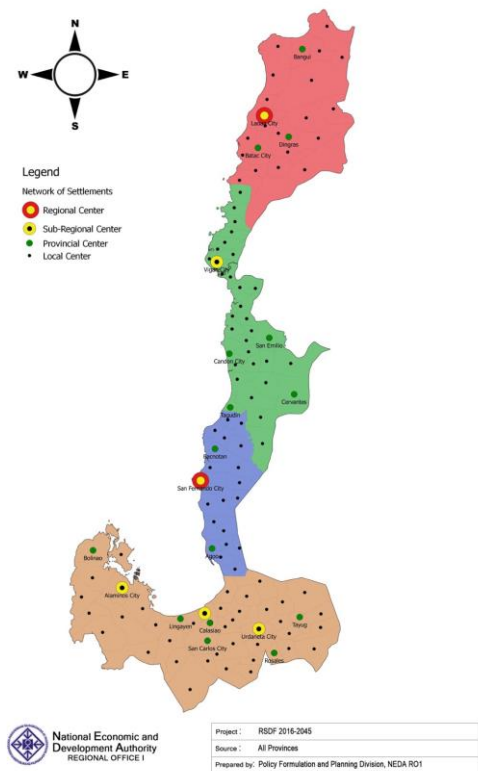 N
W
E
S
Legend
Network of Settlements
Regional Center
Sub-Regional Center
Provincial Center
Local Center
Bangui
Laoag City
Dingras
Batac City
Vigan City
San Emilio
Candon City
Cervantes
Tagudin
Bacnotan
San Fernando City
Agoo
Bolinao
Alaminos City
Lingayen
Calasiao
Urdaneta City
Tayug
San Carlos City
Rosales
National Economic and
Development Authority
REGIONAL OFFICE I
Project : RSDF 2016-2045
Source : All Provinces
Prepared by: Policy Formulation and Planning Division, NEDA RO1